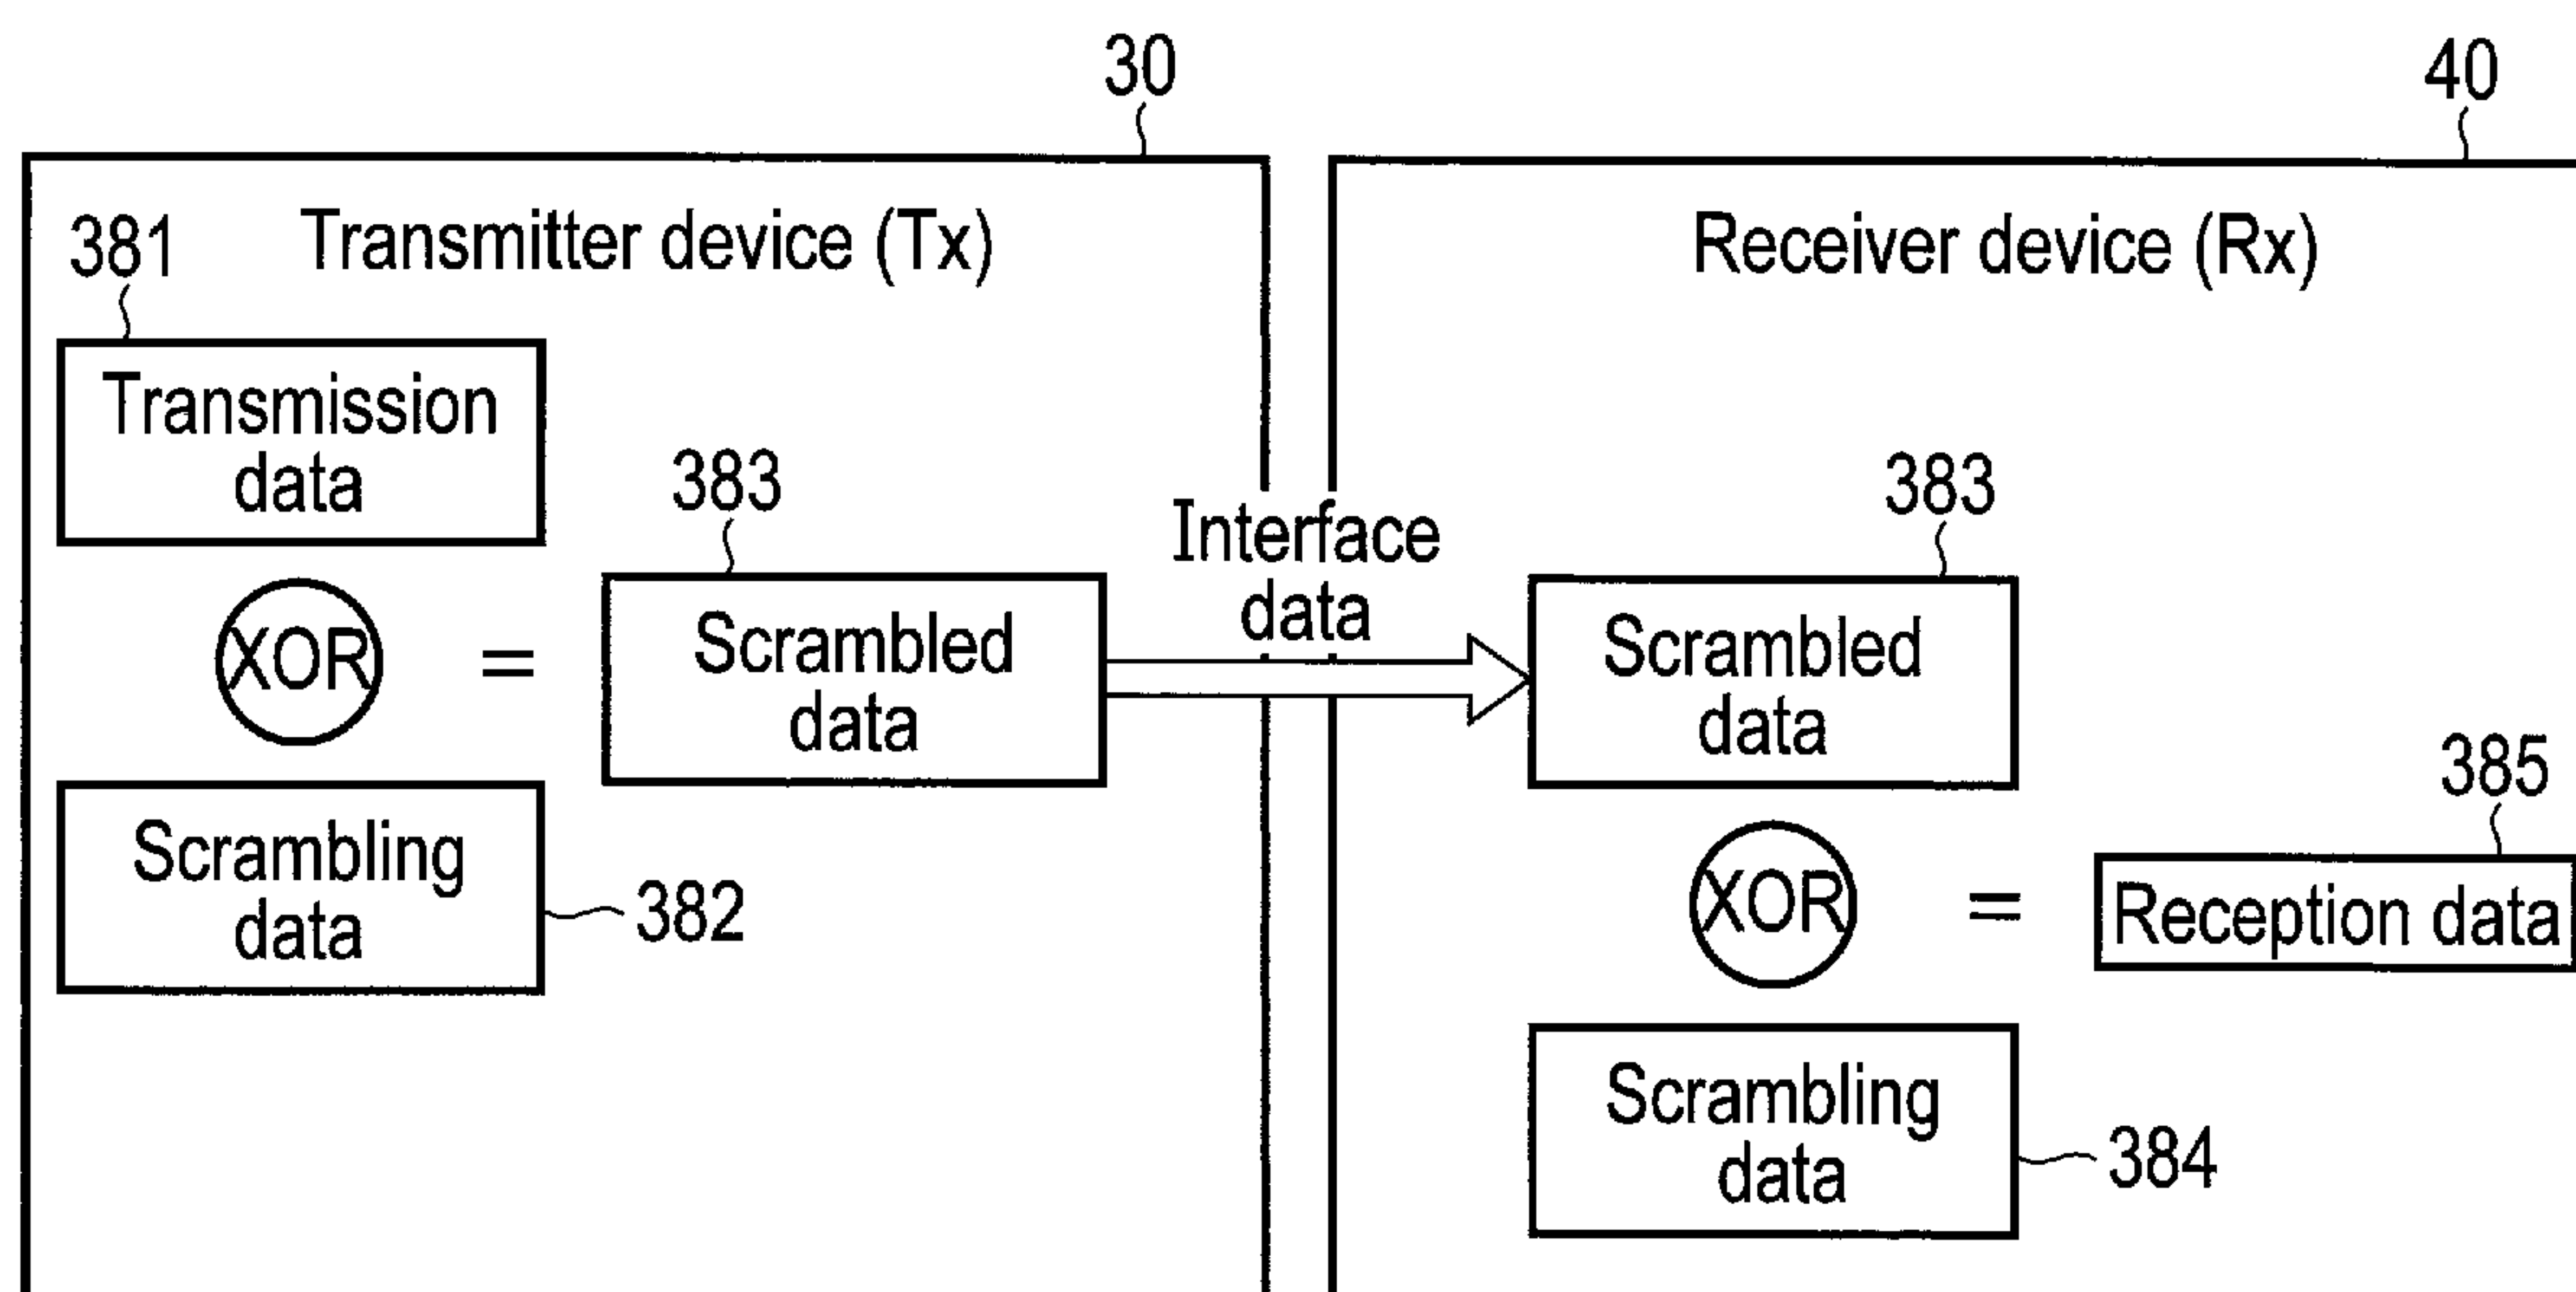 30
40
Transmitter device (Tx)
Receiver device (Rx)
381
Transmission
data
XOR
=
Scrambling
data
382
383
Scrambled
data
Interface
data
383
Scrambled
data
XOR
=
385
Reception data
Scrambling
data
384